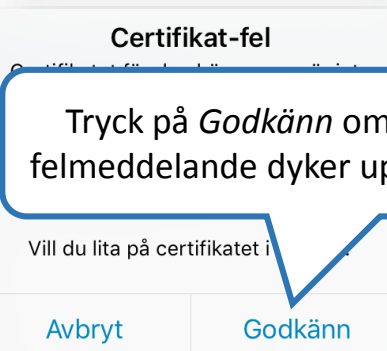 Certifikat-fel
Tryck på Godkänn om
felmeddelande dyker up
Vill du lita på certifikatet i
Avbryt
Godkänn